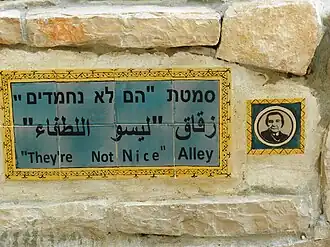 סמטת "הם לא נחמדים"
زقاق "ليسو اللطفاء"
"They're Not Nice" Alley